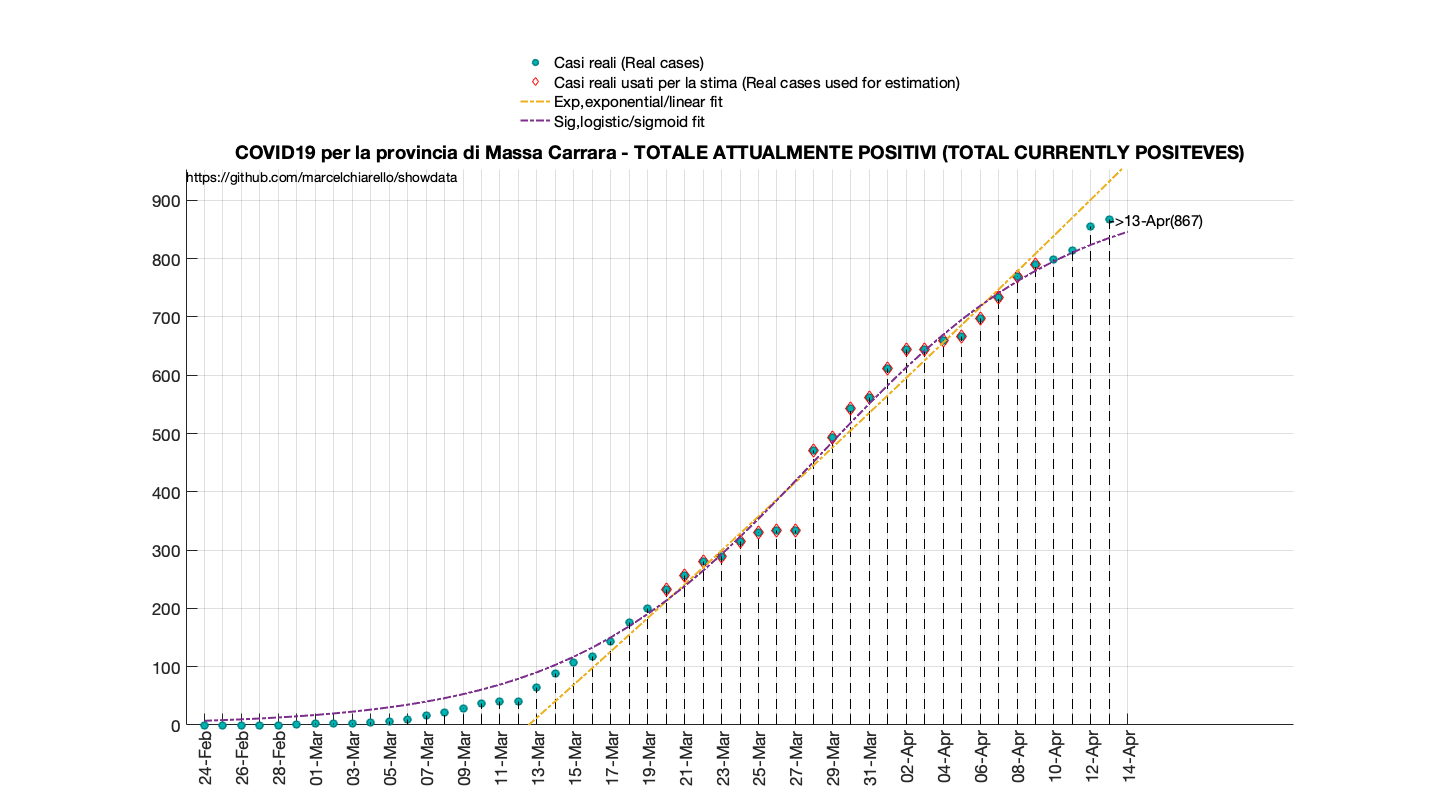 Casi reali (Real cases)
Casi reali usati per la stima (Real cases used for estimation)
Exp,exponential/linear fit
Sig,logistic/sigmoid fit
COVID19 per la provincia di Massa Carrara - TOTALE ATTUALMENTE POSITIVI (TOTAL CURRENTLY POSITEVES)
https://github.com/marcelchiarello/showdata
900
>13-Apr(867)
800
700
600
500
400
300
200
100
0
24-Feb
26-Feb
28-Feb
01-Mar
03-Mar
05-Mar
07-Mar
09-Mar
11-Mar
13-Mar
15-Mar
17-Mar
19-Mar
21-Mar
23-Mar
25-Mar
27-Mar
29-Mar
31-Mar
02-Apr
04-Apr
06-Apr
08-Apr
10-Apr
12-Apr
14-Apr